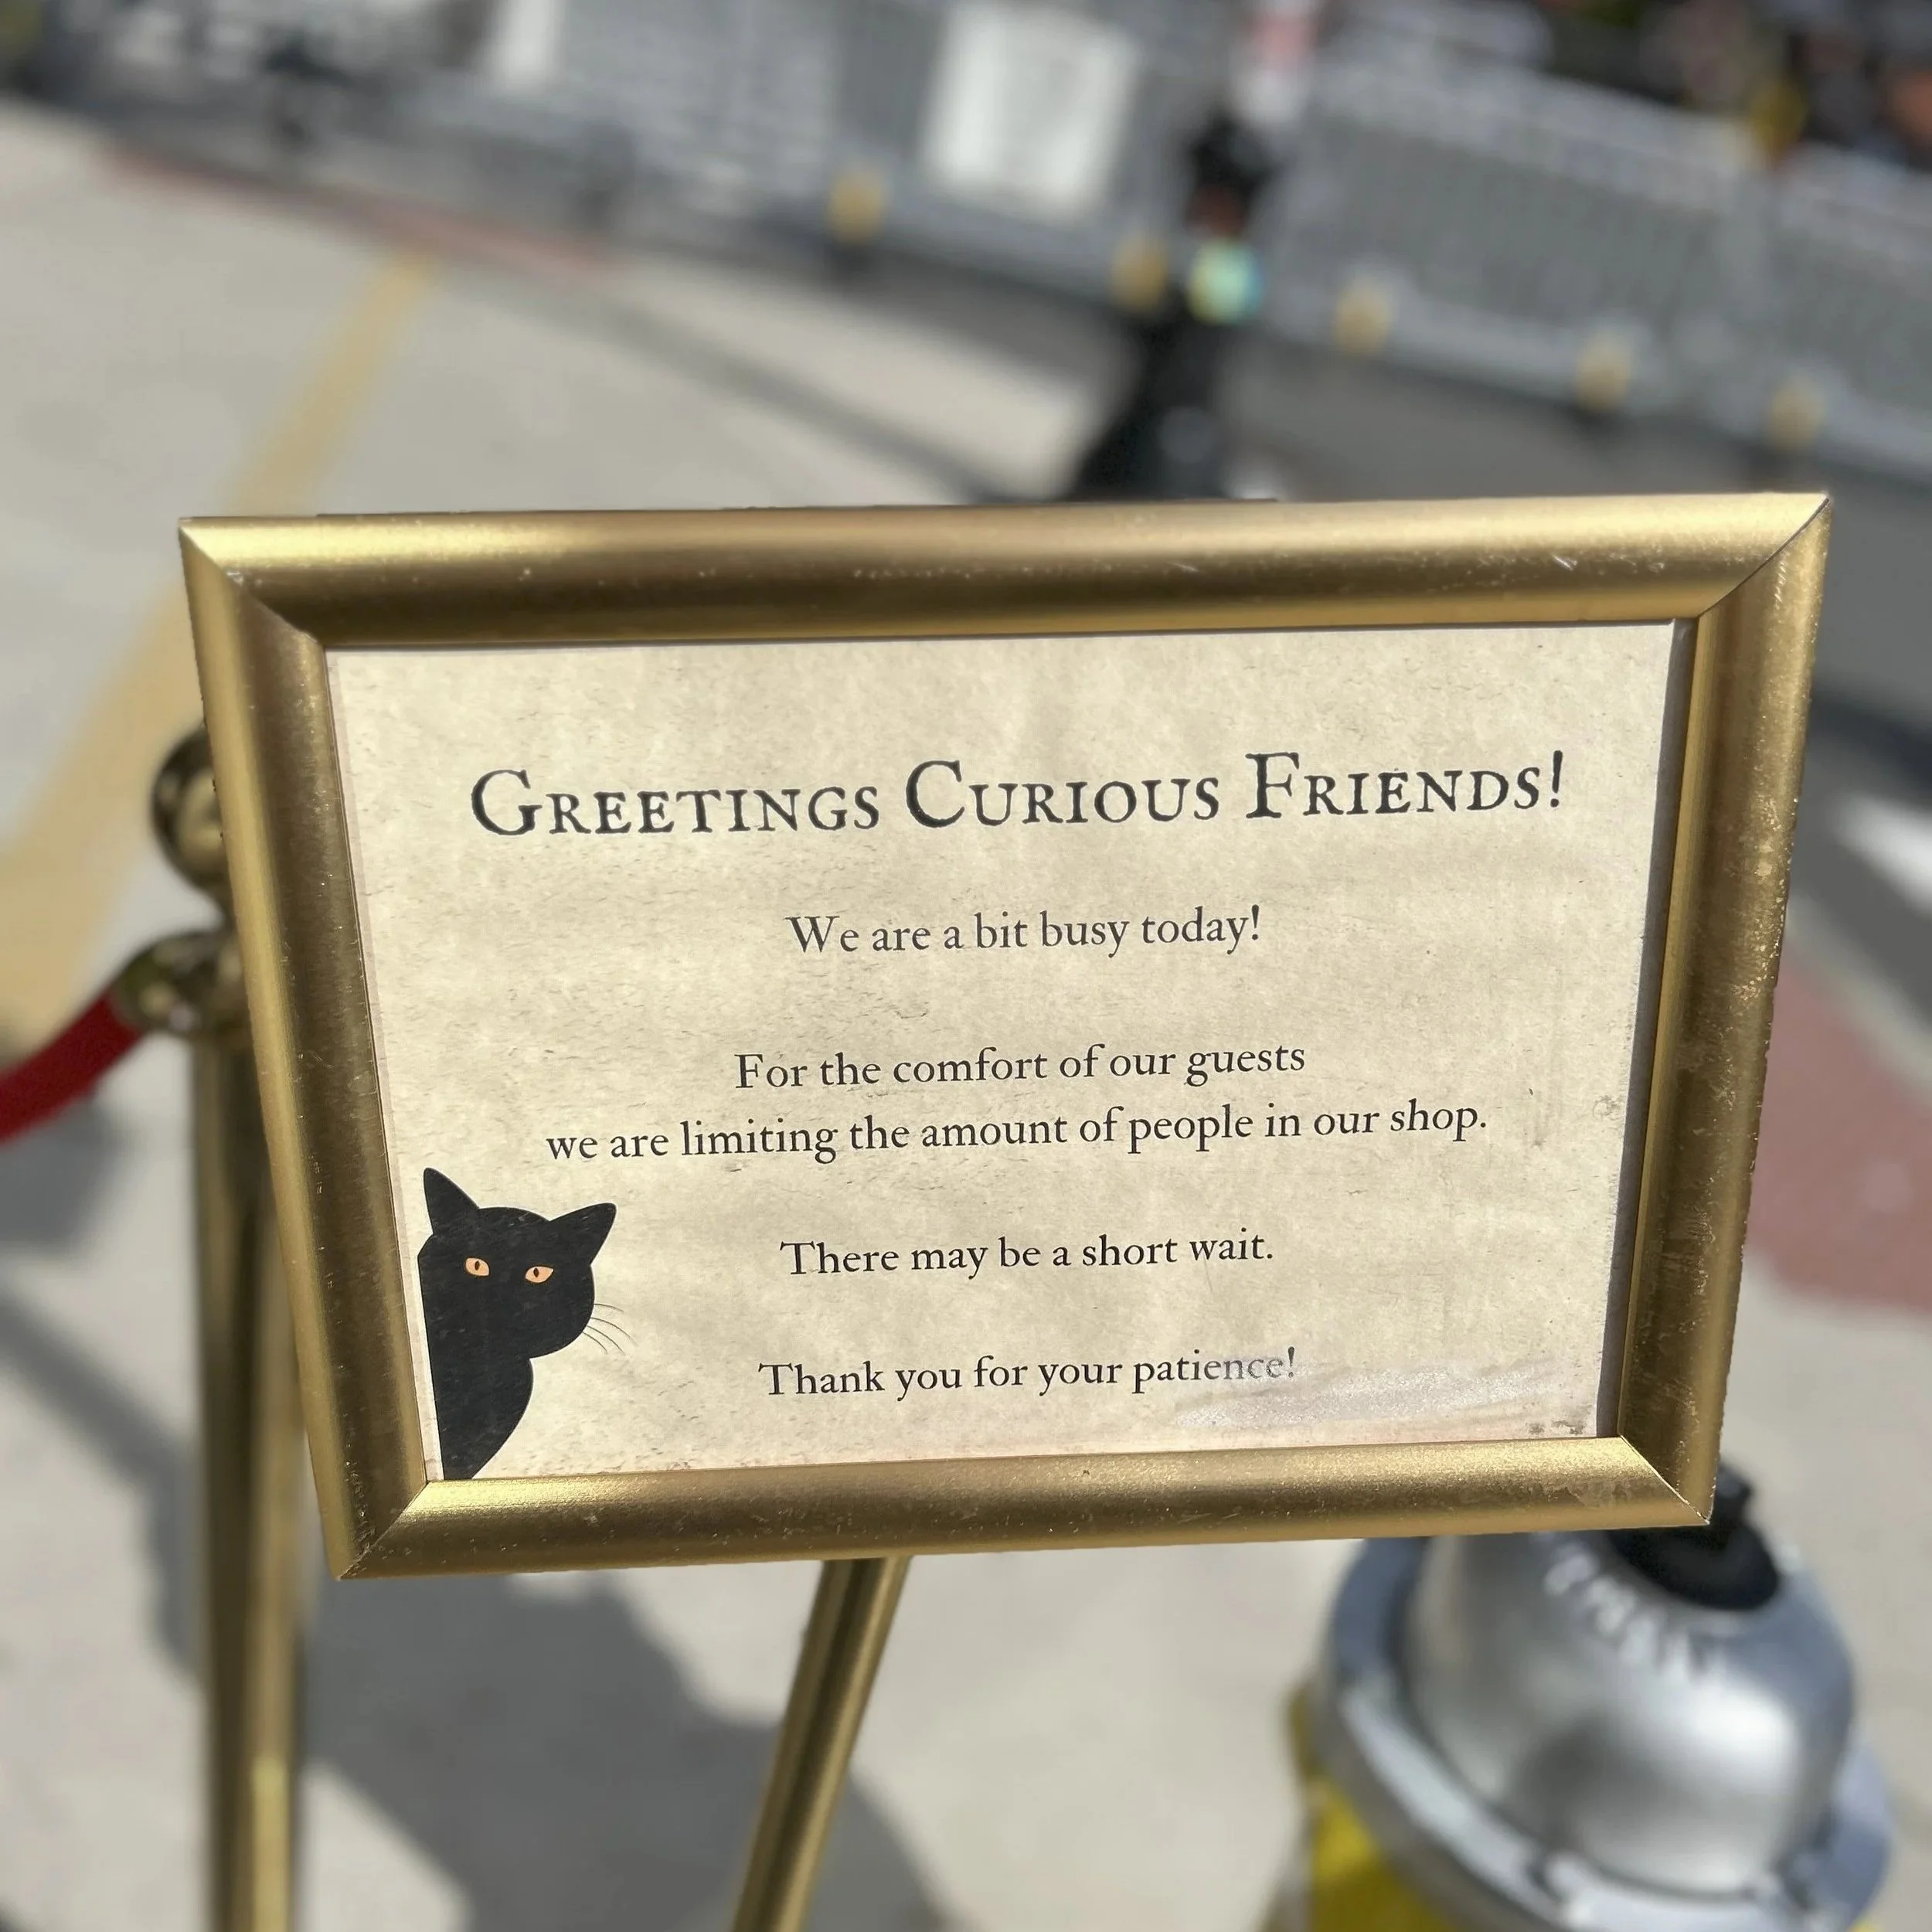 GREETINGS CURIOUS FRIENDS!
We are a bit busy today!
For the comfort of our guests
we are limiting the amount of people in our shop.
There may be a short wait.
Thank you for your patience!